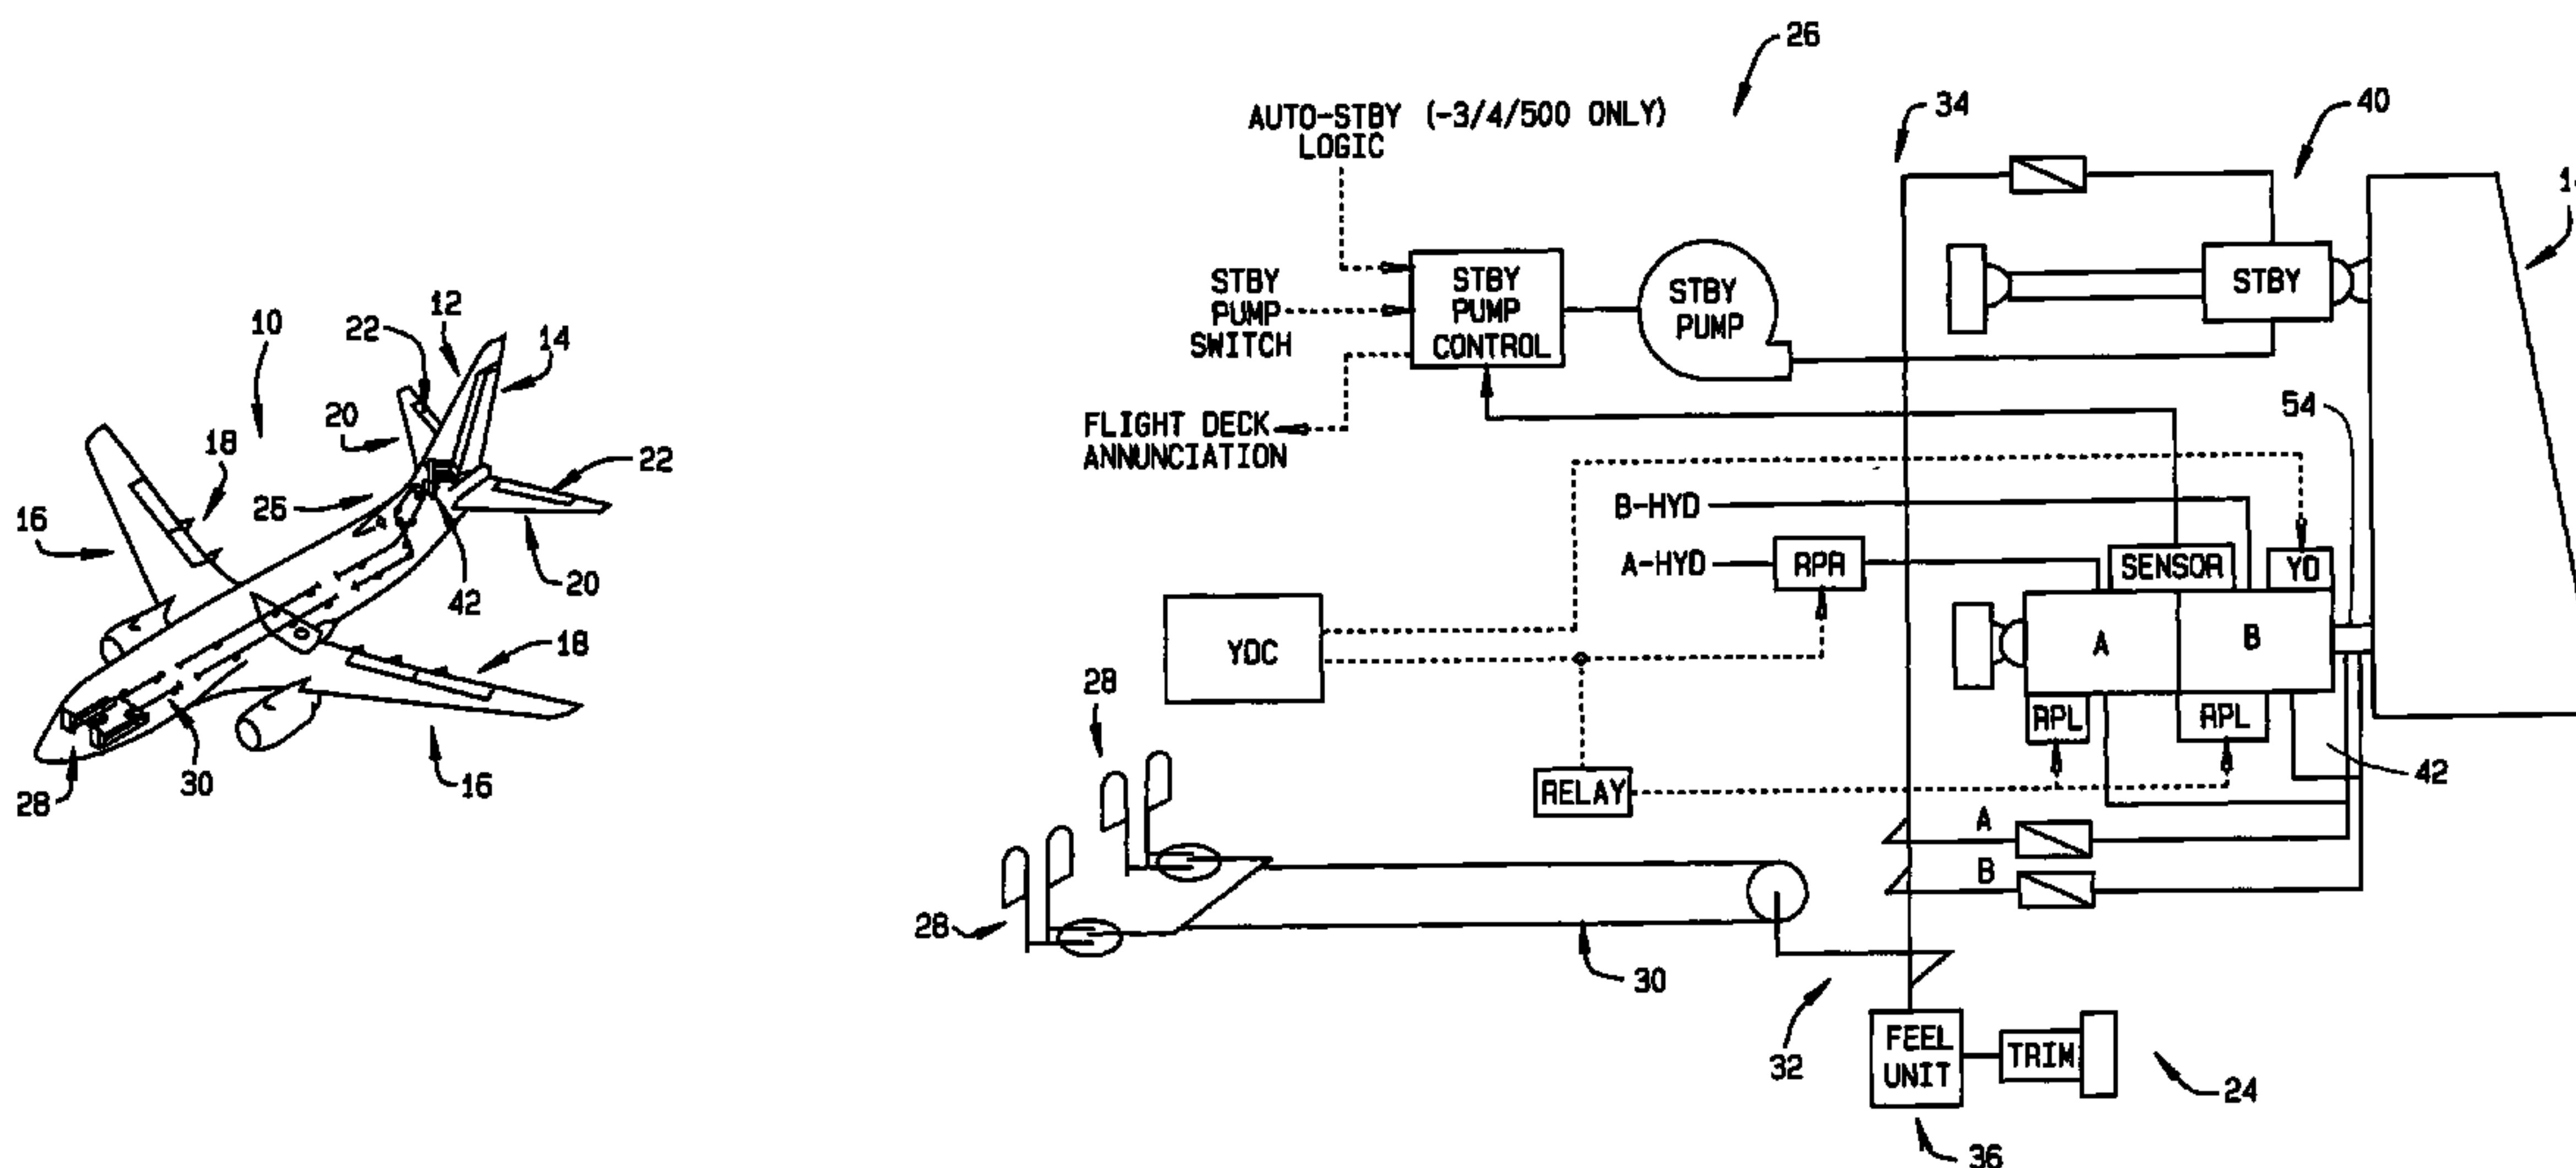 10
22
12
14
20
18
26
22
16
42
20
18
28
30
16
26
AUTO-STBY (-3/4/500 ONLY)
LOGIC
34
40
STBY
PUMP
SWITCH
STBY
PUMP
CONTROL
STBY
PUMP
STBY
FLIGHT DECK
ANNUNCIATION
54
B-HYD
A-HYD
RPR
SENSOR
YD
YDC
A
B
28
RPL
RPL
42
RELAY
A
B
28
30
32
FEEL
UNIT
TRIM
24
36